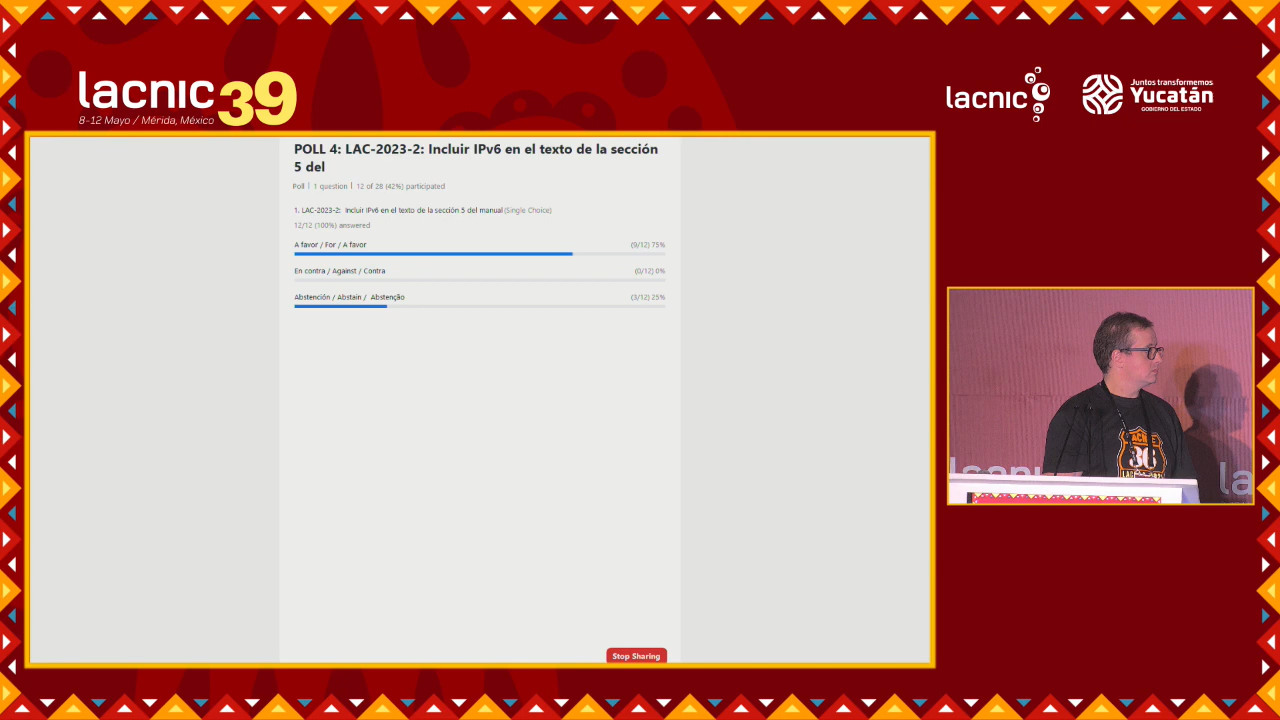 lacnic 39
8-12 Mayo / Mérida, México
lacnic
Juntos transformemos
Yucatán
GOBIERNO DEL ESTADO
POLL 4: LAC-2023-2: Incluir IPv6 en el texto de la sección
5 del
Poll | 1 question | 12 of 28 (42%) participated
1. LAC-2023-2: Incluir IPv6 en el texto de la sección 5 del manual (Single Choice)
12/12 (100%) answered
A favor / For / A favor (9/12) 75%
En contra / Against / Contra (0/12) 0%
Abstención / Abstain / Abstenção (3/12) 25%
Stop Sharing
la